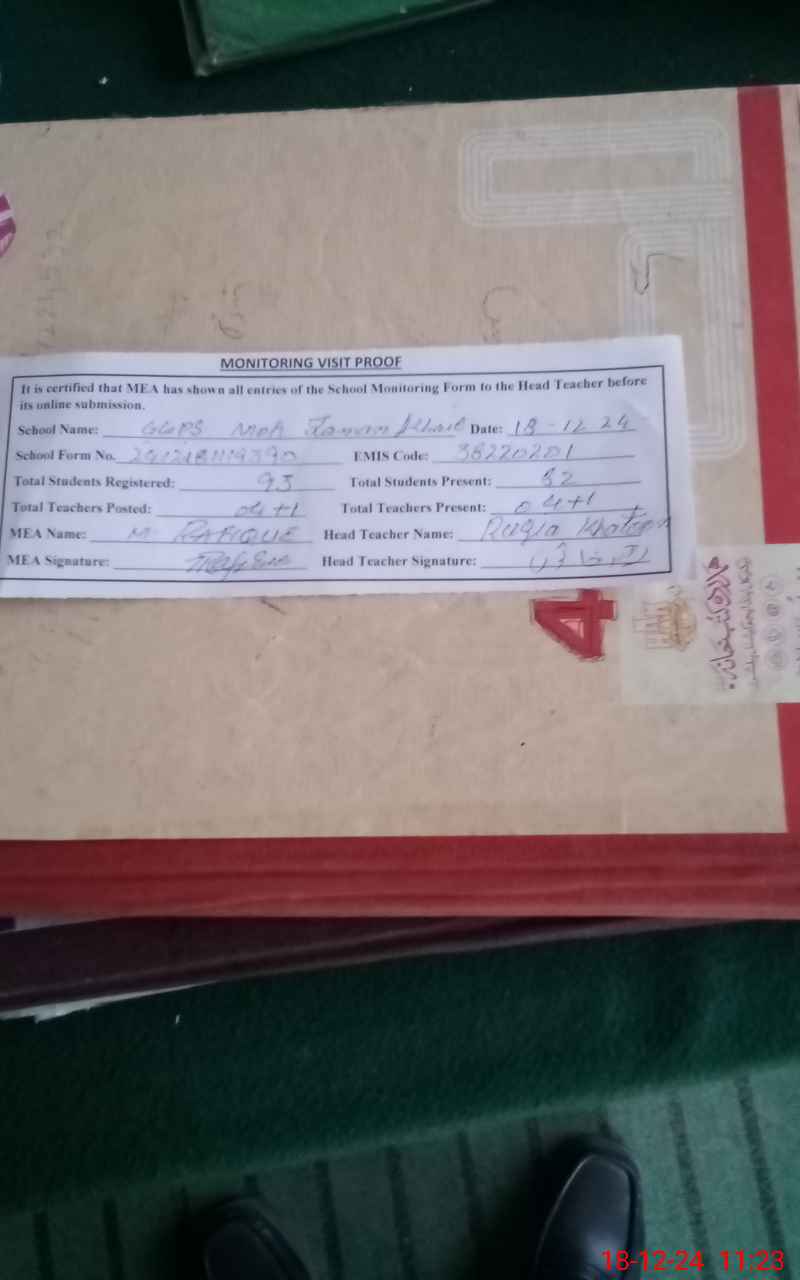 MONITORING VISIT PROOF
It is certified that MEA has shown all entries of the School Monitoring Form to the Head Teacher before
its online submission.
School Name: GGPS Date: 18-12-24
School Form No. EMIS Code: 38220201
Total Students Registered: 93 Total Students Present: 82
Total Teachers Posted: 04+1 Total Teachers Present: 04+1
MEA Name: M. RAFIQUE Head Teacher Name: Ruqia Khatoon
MEA Signature: Head Teacher Signature:
4
18-12-24 11:23